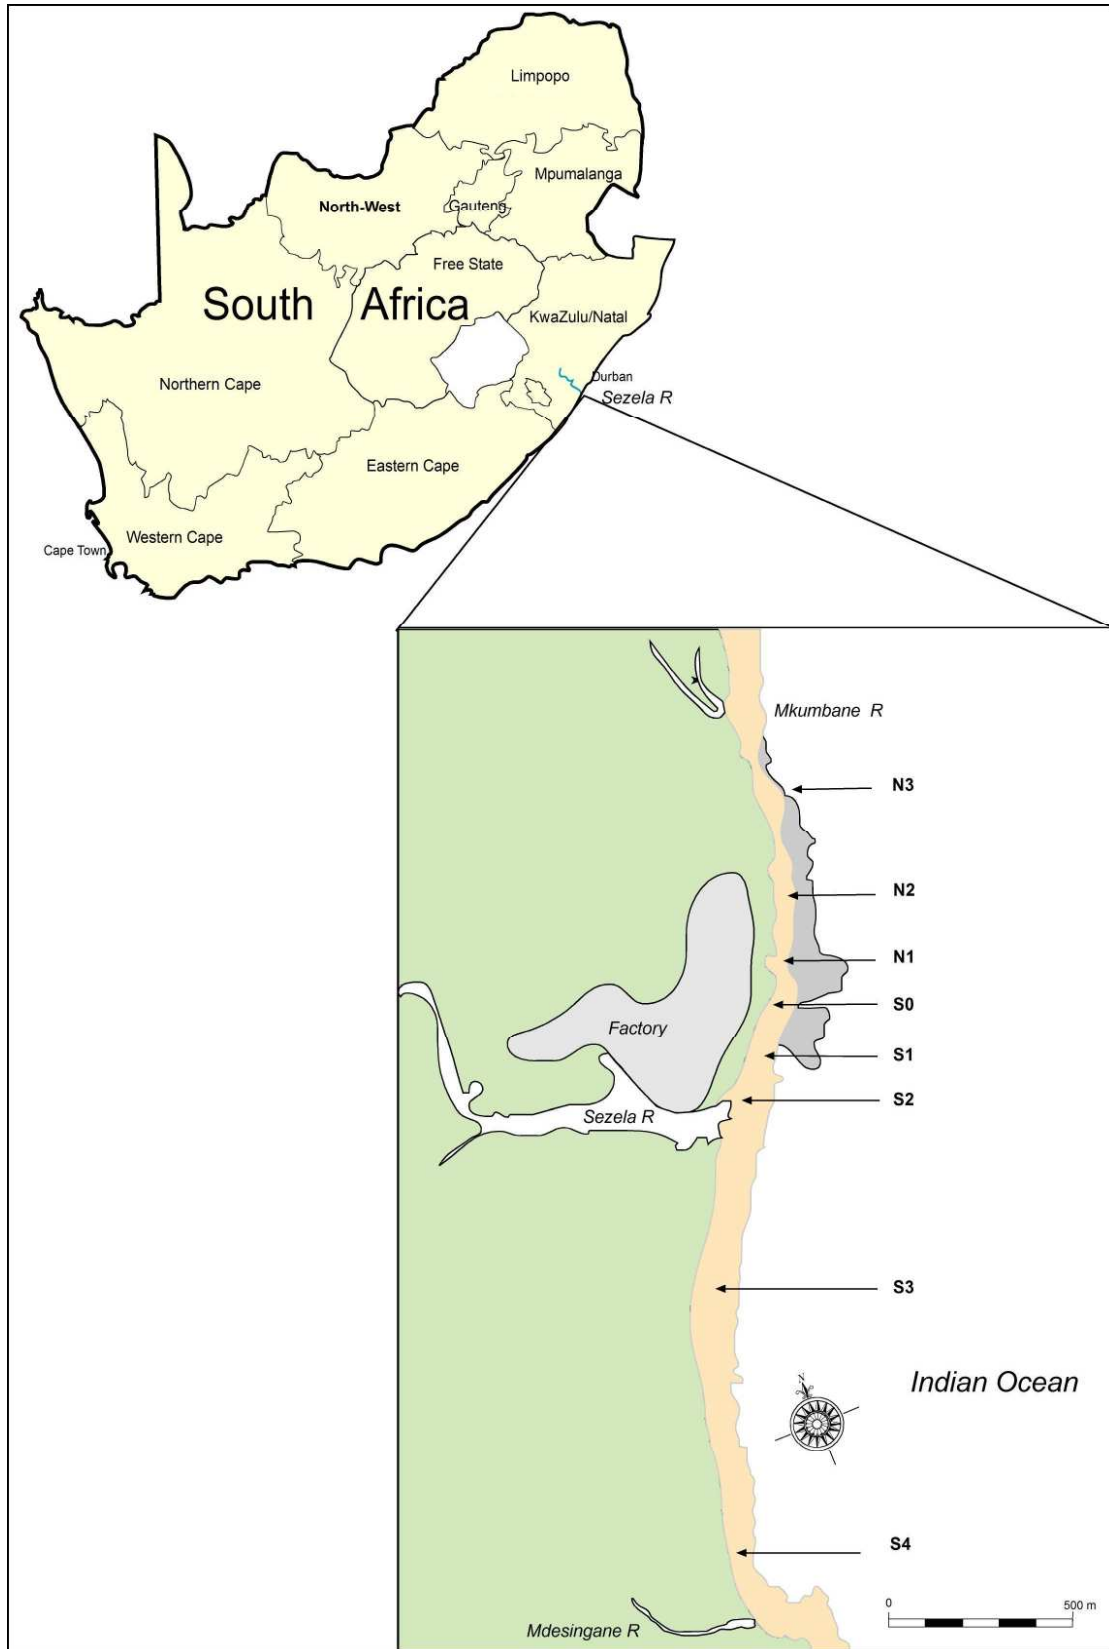 Limpopo
Mpumalanga
North-West
Gauteng
Free State
South Africa
KwaZulu/Natal
Northern Cape
Durban
Sezela R
Eastern Cape
Western Cape
Cape Town
Mkumbane R
N3
N2
N1
S0
Factory
S1
S2
Sezela R
S3
N
Indian Ocean
S4
0 500 m
Mdesingane R